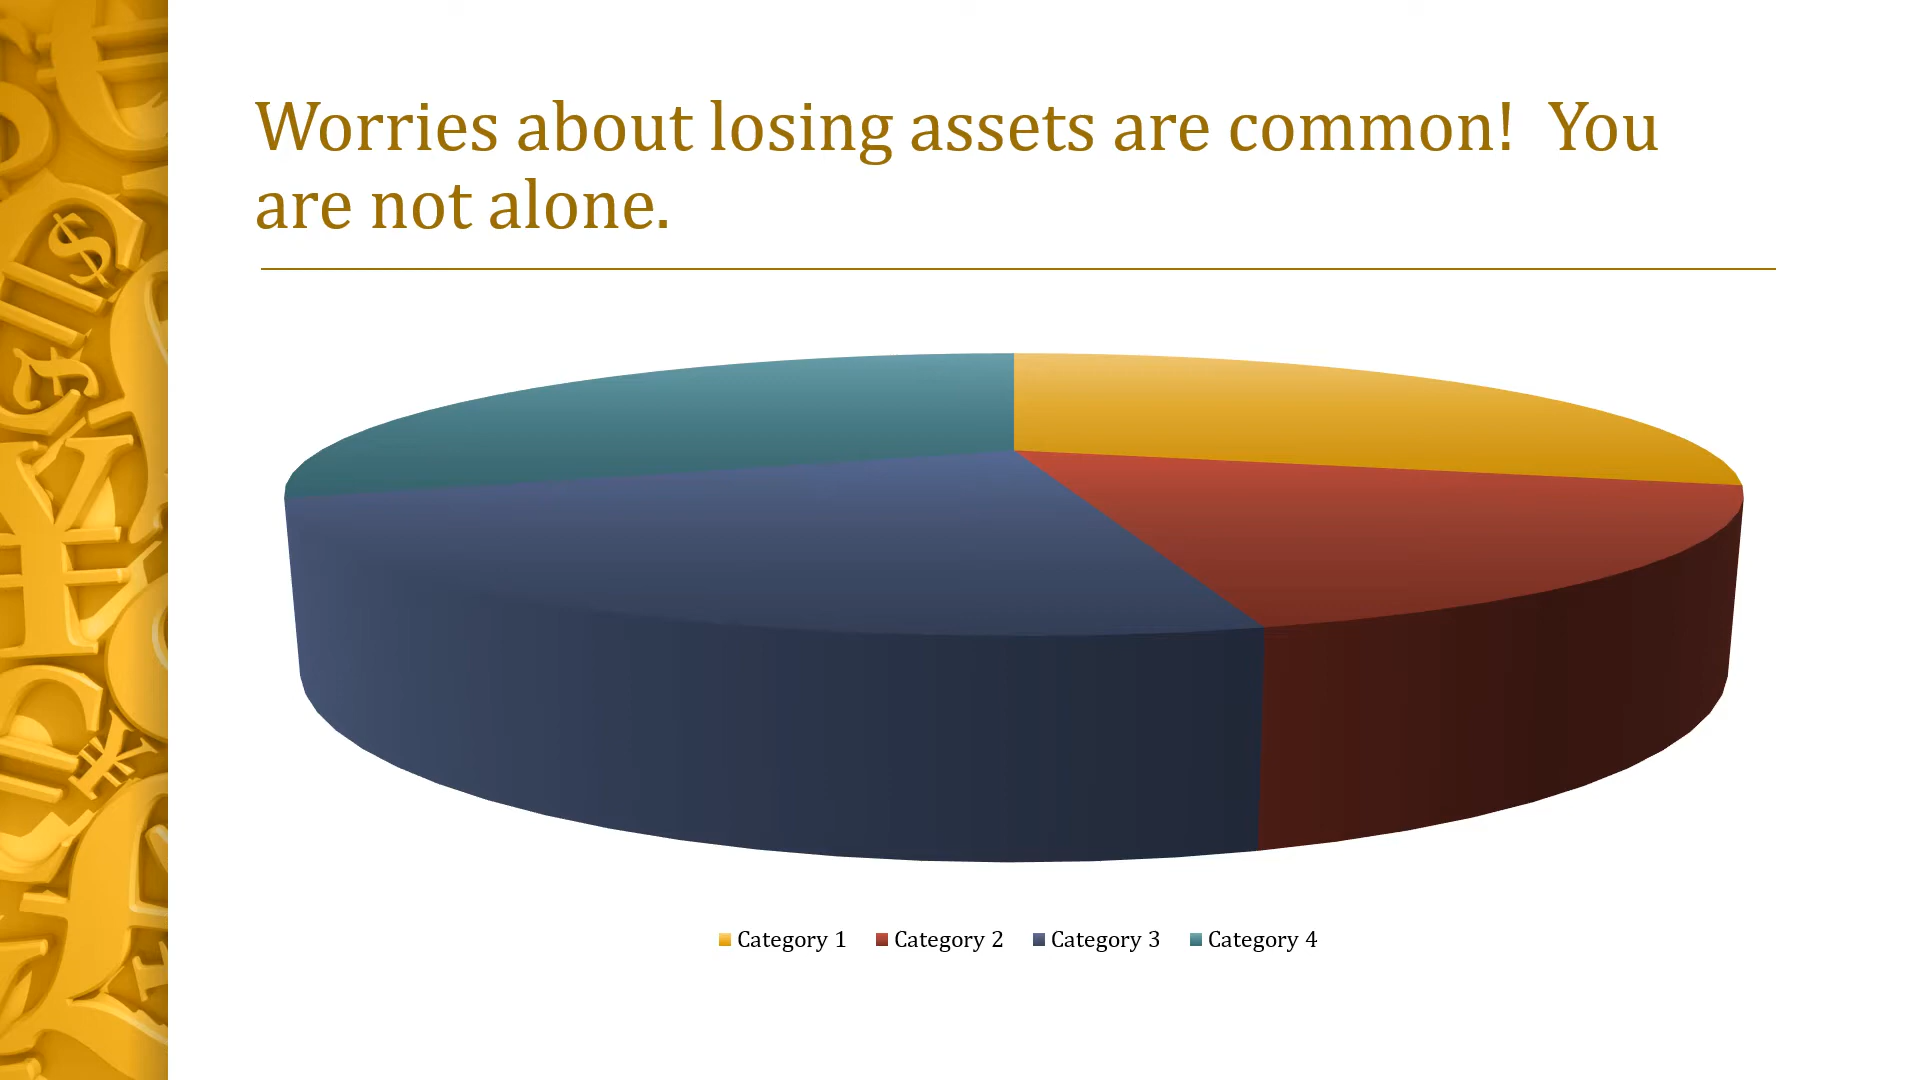 Worries about losing assets are common!  You
are not alone.
Category 1 Category 2 Category 3 Category 4